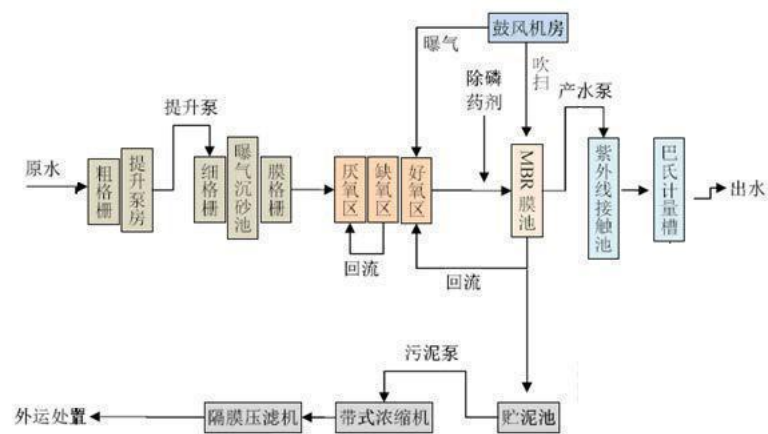 鼓风机房
曝气
吹扫
除磷
药剂
产水泵
提升泵
原水
粗格栅
提升泵房
细格栅
曝气沉砂池
膜格栅
厌氧区
缺氧区
好氧区
MBR 膜池
紫外线接触池
巴氏计量槽
出水
回流
回流
污泥泵
外运处置
隔膜压滤机
带式浓缩机
贮泥池